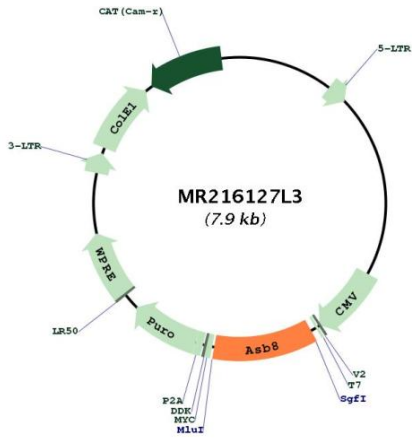 CAT(Cam-r)
5-LTR
ColE1
3-LTR
MR216127L3
(7.9 kb)
WPRE
CMV
LR50
Puro
Asb8
V2
T7
SgfI
P2A
DDK
MYC
MluI